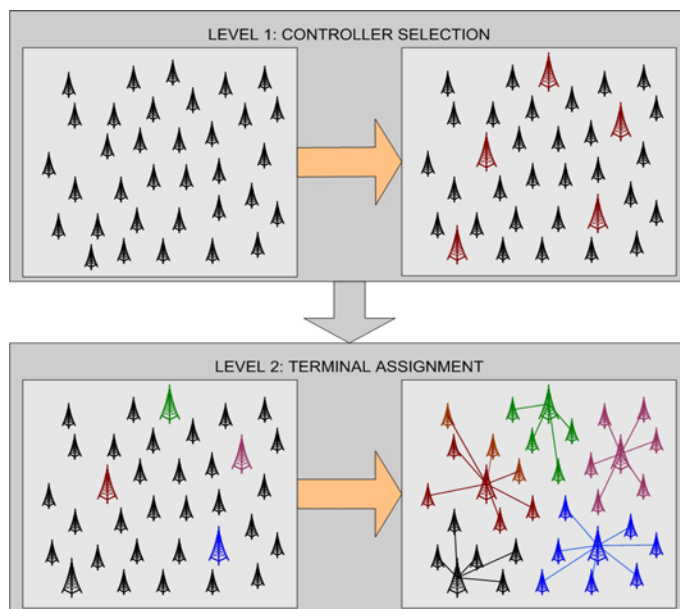 LEVEL 1: CONTROLLER SELECTION
LEVEL 2: TERMINAL ASSIGNMENT